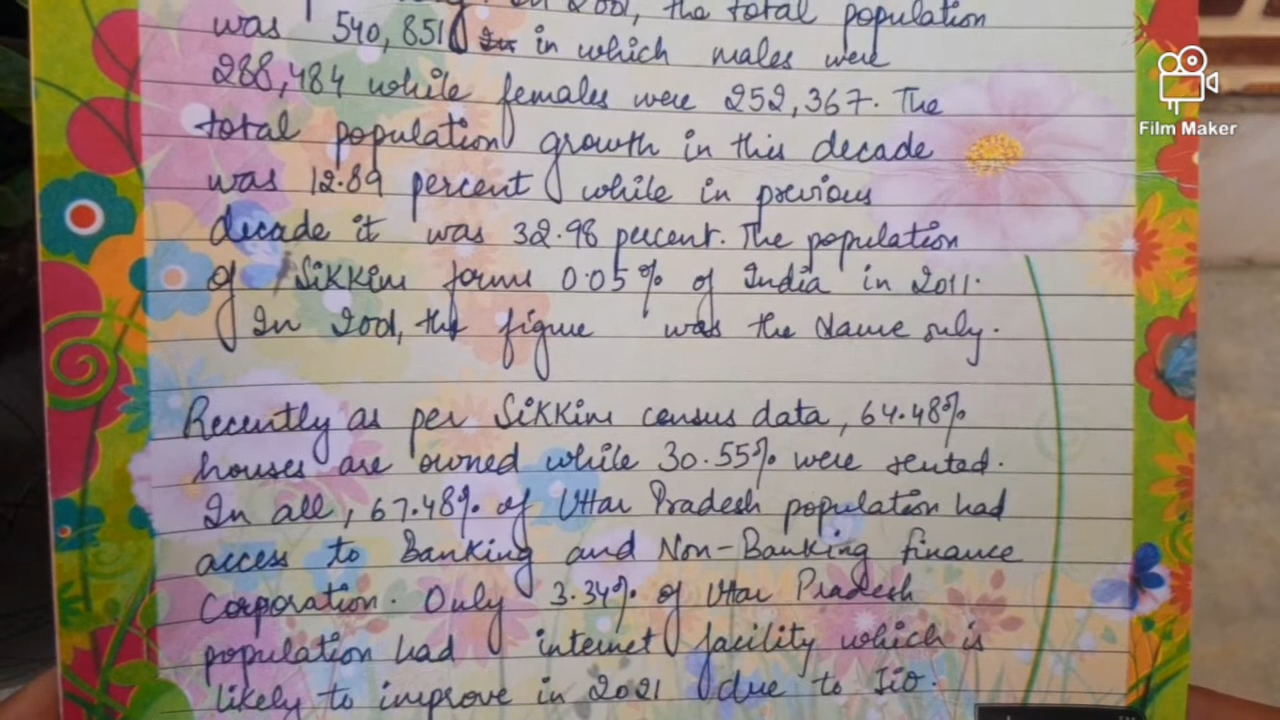 In 2001, the total population
was 540,851 in which males were
288,484 while females were 252,367. The
total population growth in this decade
was 12.89 percent while in previous
decade it was 32.98 percent. The population
of Sikkim forms 0.05% of India in 2011.
In 2001, the figure was the same only.
Recently as per Sikkim census data, 64.48%
houses are owned while 30.55% were rented.
In all, 67.48% of Uttar Pradesh population had
access to Banking and Non-Banking finance
Corporation. Only 3.34% of Uttar Pradesh
population had internet facility which is
likely to improve in 2021 due to Jio.
Film Maker